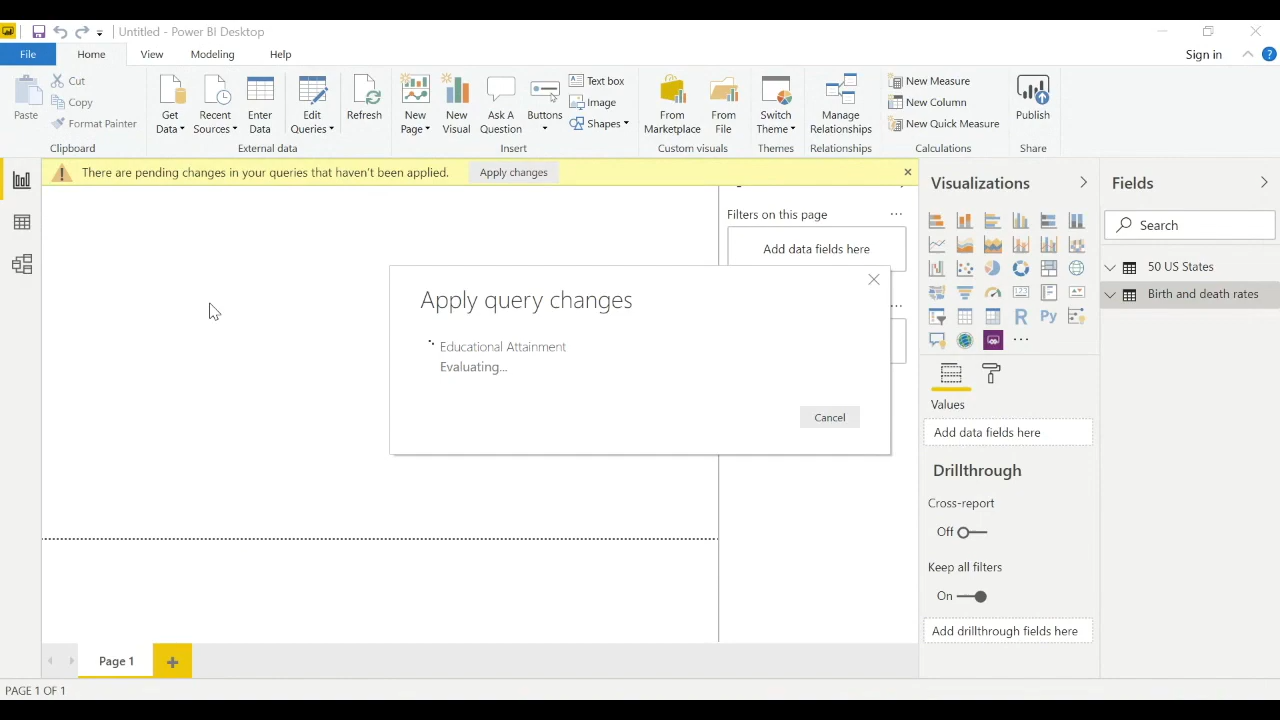 Untitled - Power BI Desktop
File
Home
View
Modeling
Help
Sign in
?
Paste
Cut
Copy
Format Painter
Clipboard
Get
Data
Recent
Sources
Enter
Data
Edit
Queries
Refresh
External data
New
Page
New
Visual
Ask A
Question
Buttons
Text box
Image
Shapes
Insert
From
Marketplace
From
File
Custom visuals
Switch
Theme
Themes
Manage
Relationships
Relationships
New Measure
New Column
New Quick Measure
Calculations
Publish
Share
There are pending changes in your queries that haven't been applied.
Apply changes
Filters on this page
Add data fields here
Apply query changes
Educational Attainment
Evaluating...
Cancel
Visualizations
R
Py
Values
Add data fields here
Drillthrough
Cross-report
Off
Keep all filters
On
Add drillthrough fields here
Fields
Search
50 US States
Birth and death rates
Page 1
PAGE 1 OF 1